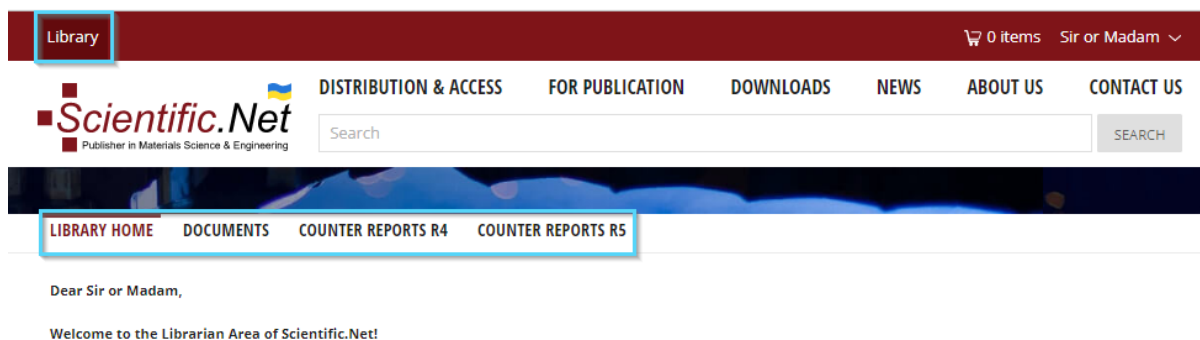 Library 0 items Sir or Madam
DISTRIBUTION & ACCESS FOR PUBLICATION DOWNLOADS NEWS ABOUT US CONTACT US
Scientific.Net
Publisher in Materials Science & Engineering
Search SEARCH
LIBRARY HOME DOCUMENTS COUNTER REPORTS R4 COUNTER REPORTS R5
Dear Sir or Madam,
Welcome to the Librarian Area of Scientific.Net!